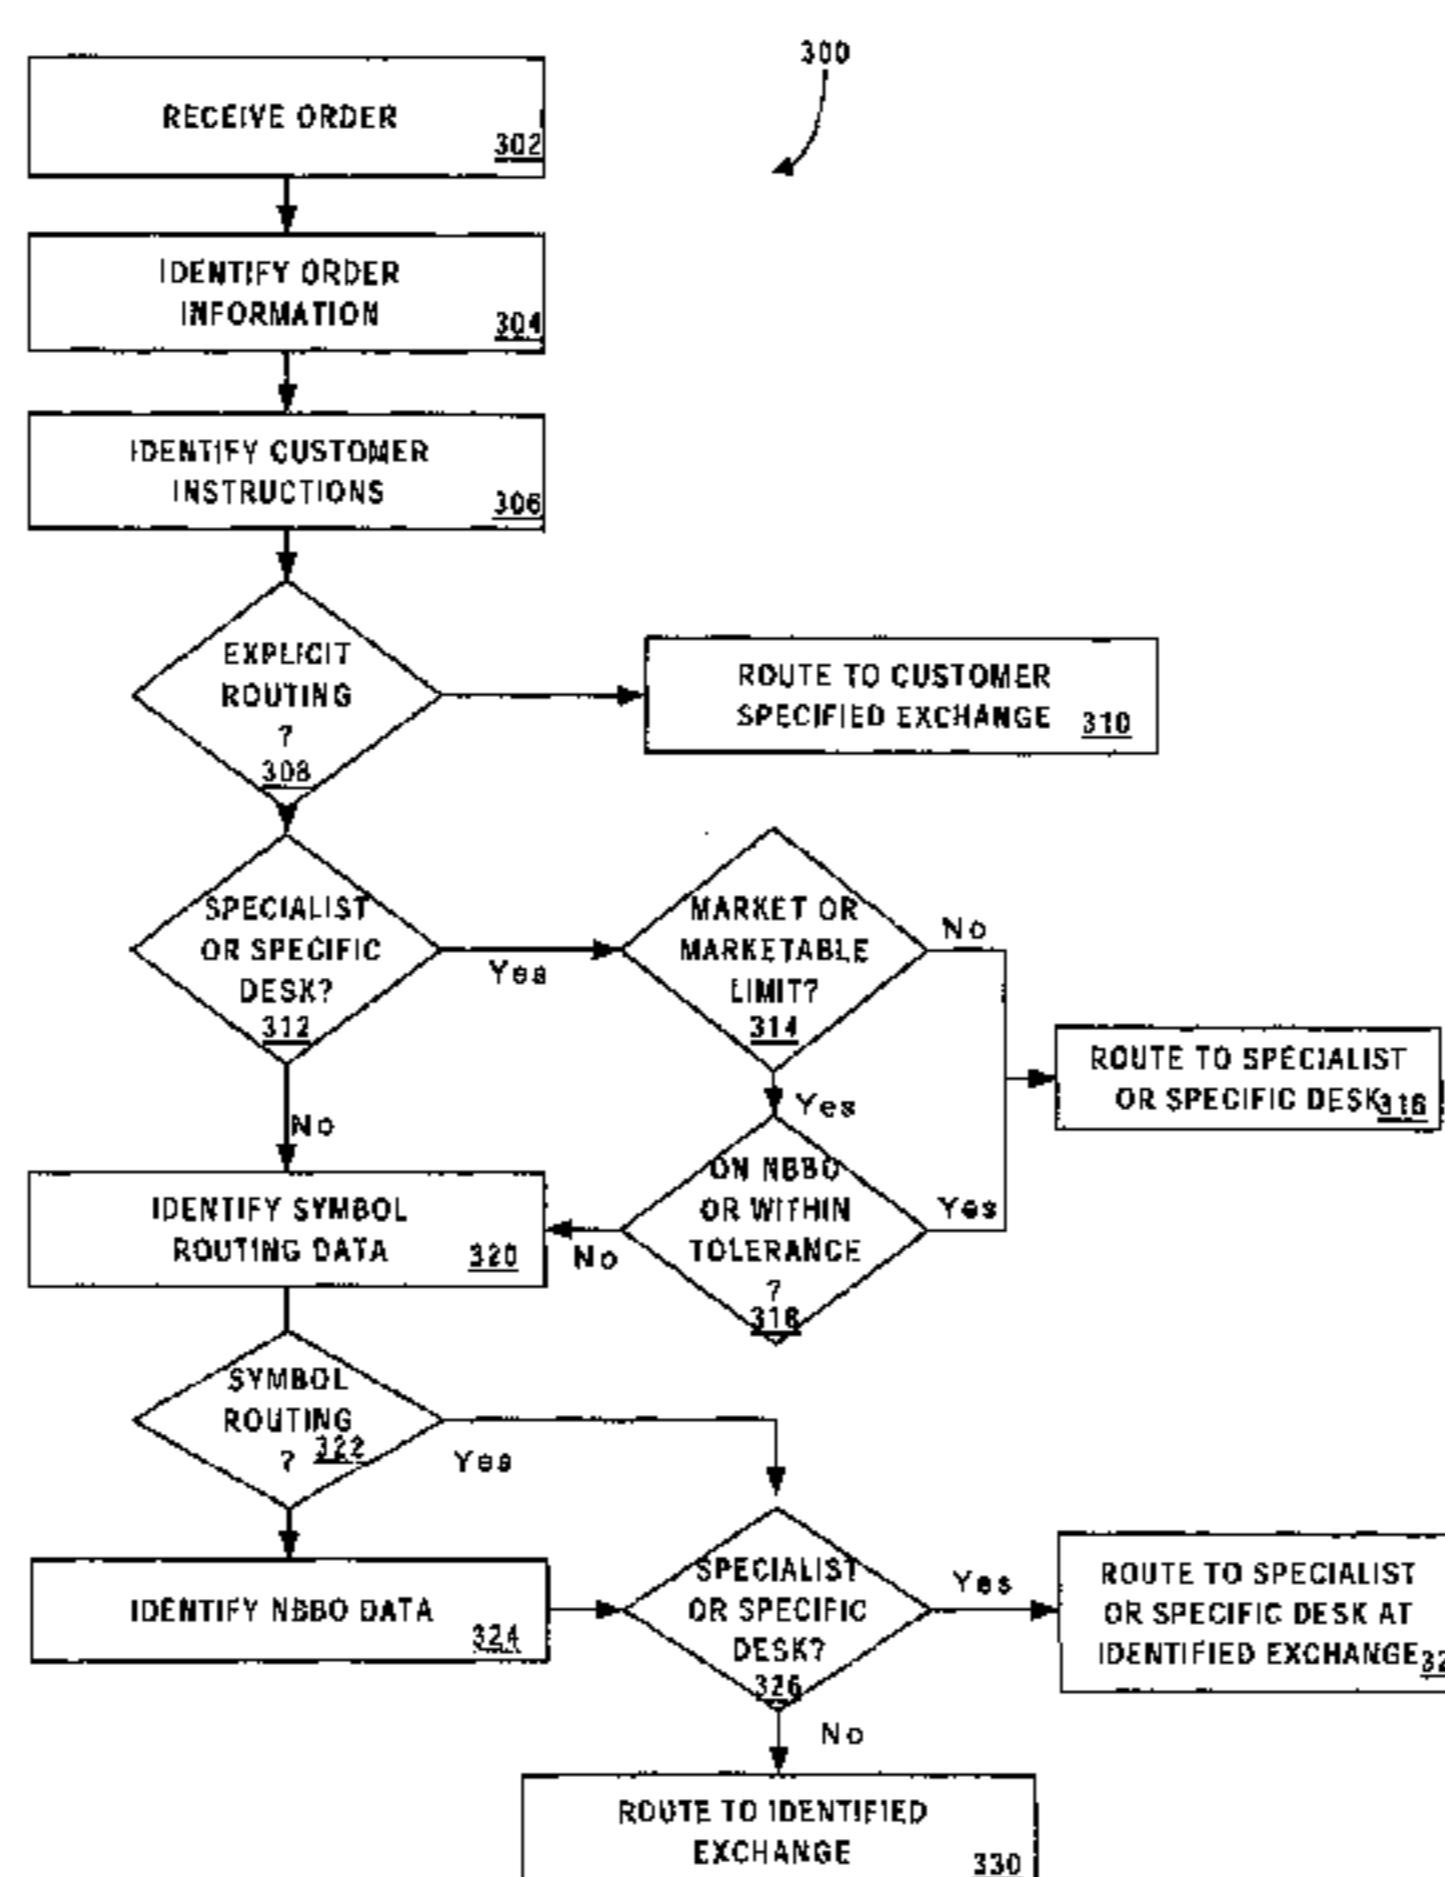 300
RECEIVE ORDER
302
IDENTIFY ORDER
INFORMATION
304
IDENTIFY CUSTOMER
INSTRUCTIONS
306
EXPLICIT
ROUTING
?
308
ROUTE TO CUSTOMER
SPECIFIED EXCHANGE 310
SPECIALIST
OR SPECIFIC
DESK?
312
Yes
No
MARKET OR
MARKETABLE
LIMIT?
314
No
Yes
ROUTE TO SPECIALIST
OR SPECIFIC DESK 316
ON NBBO
OR WITHIN
TOLERANCE
?
318
Yes
No
IDENTIFY SYMBOL
ROUTING DATA 320
SYMBOL
ROUTING
? 322
Yes
IDENTIFY NBBO DATA
324
SPECIALIST
OR SPECIFIC
DESK?
326
Yes
No
ROUTE TO SPECIALIST
OR SPECIFIC DESK AT
IDENTIFIED EXCHANGE
ROUTE TO IDENTIFIED
EXCHANGE
330